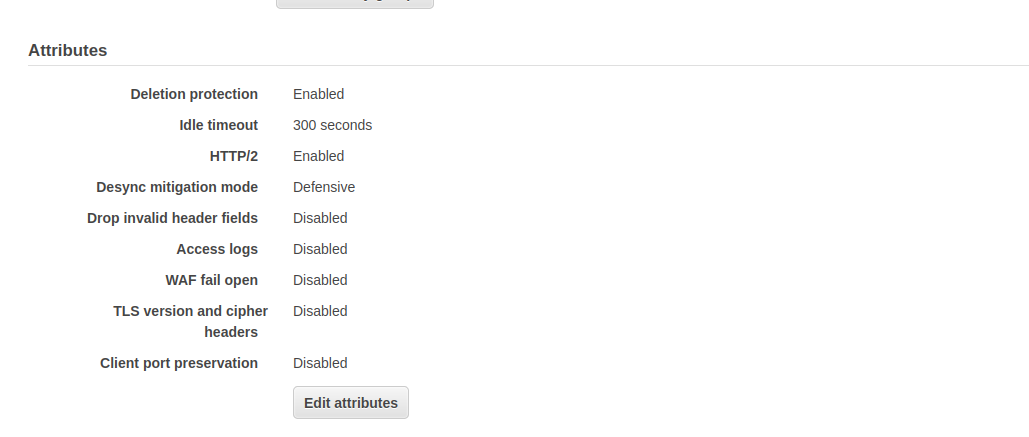 Attributes
Deletion protection Enabled
Idle timeout 300 seconds
HTTP/2 Enabled
Desync mitigation mode Defensive
Drop invalid header fields Disabled
Access logs Disabled
WAF fail open Disabled
TLS version and cipher Disabled
headers
Client port preservation Disabled
Edit attributes